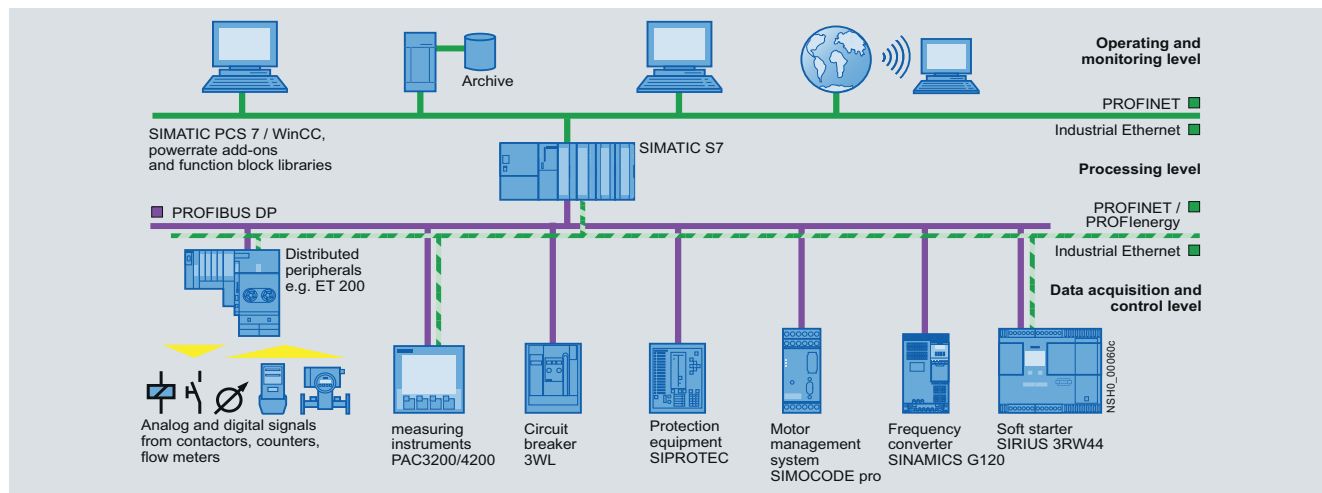 Operating and
monitoring level
Archive
PROFINET
SIMATIC PCS 7 / WinCC,
powerrate add-ons
and function block libraries
Industrial Ethernet
SIMATIC S7
Processing level
PROFIBUS DP
PROFINET /
PROFIenergy
Industrial Ethernet
Distributed
peripherals
e.g. ET 200
Data acquisition and
control level
NSH0_00060c
Analog and digital signals
from contactors, counters,
flow meters
measuring
instruments
PAC3200/4200
Circuit
breaker
3WL
Protection
equipment
SIPROTEC
Motor
management
system
SIMOCODE pro
Frequency
converter
SINAMICS G120
Soft starter
SIRIUS 3RW44